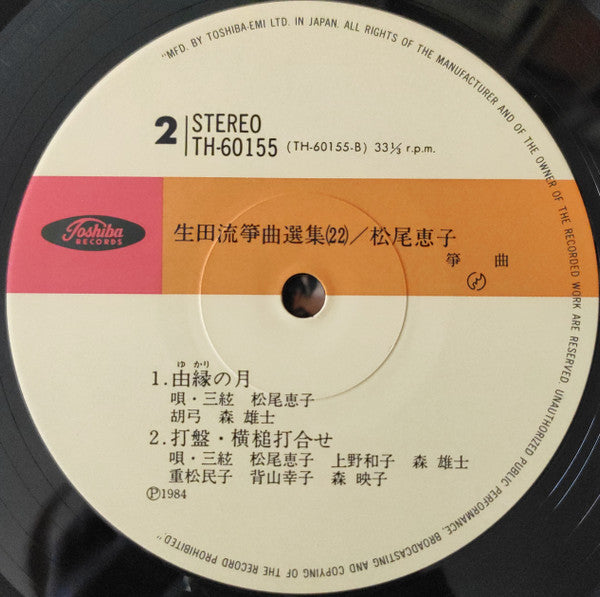 "MFD. BY TOSHIBA-EMI LTD. IN JAPAN. ALL RIGHTS OF THE MANUFACTURER AND OF THE OWNER OF THE RECORDED WORK ARE RESERVED. UNAUTHORIZED PUBLIC PERFORMANCE. BROADCASTING AND COPYING OF THE RECORD PROHIBITED."
2
STEREO
TH-60155 (TH-60155-B) 33⅓ r.p.m.
Toshiba
RECORDS
生田流箏曲選集(22)/松尾恵子
箏 曲
ゆかり
1.由縁の月
唄・三絃 松尾恵子
胡弓 森 雄士
2.打盤・横槌打合せ
唄・三絃 松尾恵子 上野和子 森 雄士
重松民子 背山幸子 森 映子
Ⓟ1984